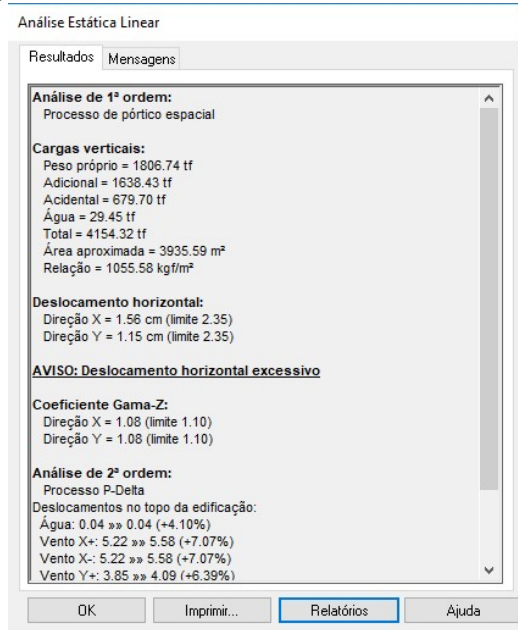 Análise Estática Linear
Resultados Mensagens
Análise de 1ª ordem:
Processo de pórtico espacial
Cargas verticais:
Peso próprio = 1806.74 tf
Adicional = 1638.43 tf
Acidental = 679.70 tf
Água = 29.45 tf
Total = 4154.32 tf
Área aproximada = 3935.59 m²
Relação = 1055.58 kgf/m²
Deslocamento horizontal:
Direção X = 1.56 cm (limite 2.35)
Direção Y = 1.15 cm (limite 2.35)
AVISO: Deslocamento horizontal excessivo
Coeficiente Gama-Z:
Direção X = 1.08 (limite 1.10)
Direção Y = 1.08 (limite 1.10)
Análise de 2ª ordem:
Processo P-Delta
Deslocamentos no topo da edificação:
Água: 0.04 »» 0.04 (+4.10%)
Vento X+: 5.22 »» 5.58 (+7.07%)
Vento X-: 5.22 »» 5.58 (+7.07%)
Vento Y+: 3.85 »» 4.09 (+6.39%)
OK Imprimir... Relatórios Ajuda